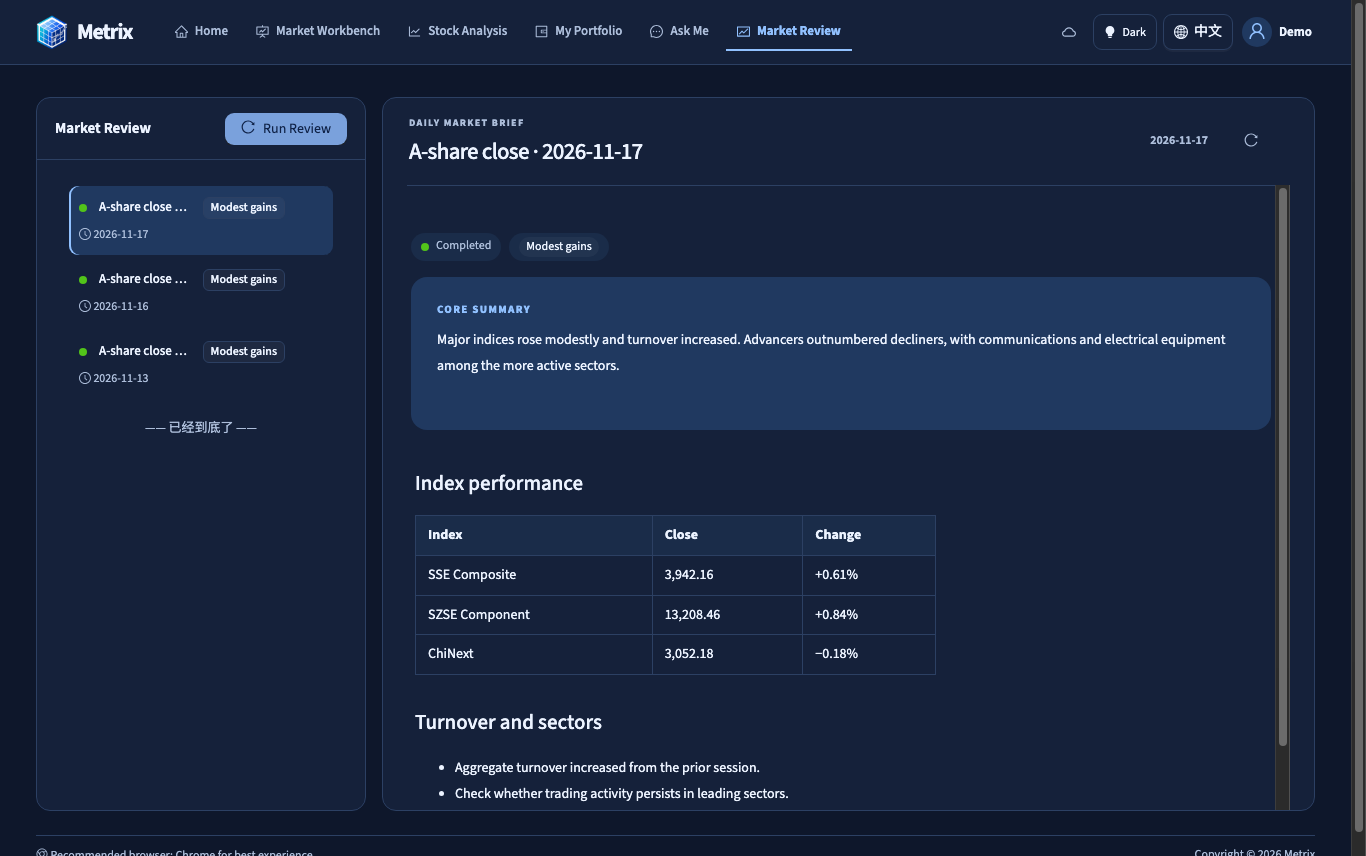 Metrix
Home
Market Workbench
Stock Analysis
My Portfolio
Ask Me
Market Review
Dark
中文
Demo
Market Review
Run Review
A-share close ...
Modest gains
2026-11-17
A-share close ...
Modest gains
2026-11-16
A-share close ...
Modest gains
2026-11-13
—— 已经到底了 ——
DAILY MARKET BRIEF
A-share close · 2026-11-17
2026-11-17
Completed
Modest gains
CORE SUMMARY
Major indices rose modestly and turnover increased. Advancers outnumbered decliners, with communications and electrical equipment
among the more active sectors.
Index performance
Index Close Change
SSE Composite 3,942.16 +0.61%
SZSE Component 13,208.46 +0.84%
ChiNext 3,052.18 −0.18%
Turnover and sectors
• Aggregate turnover increased from the prior session.
• Check whether trading activity persists in leading sectors.
Recommended browser: Chrome for best experience
Copyright © 2026 Metrix